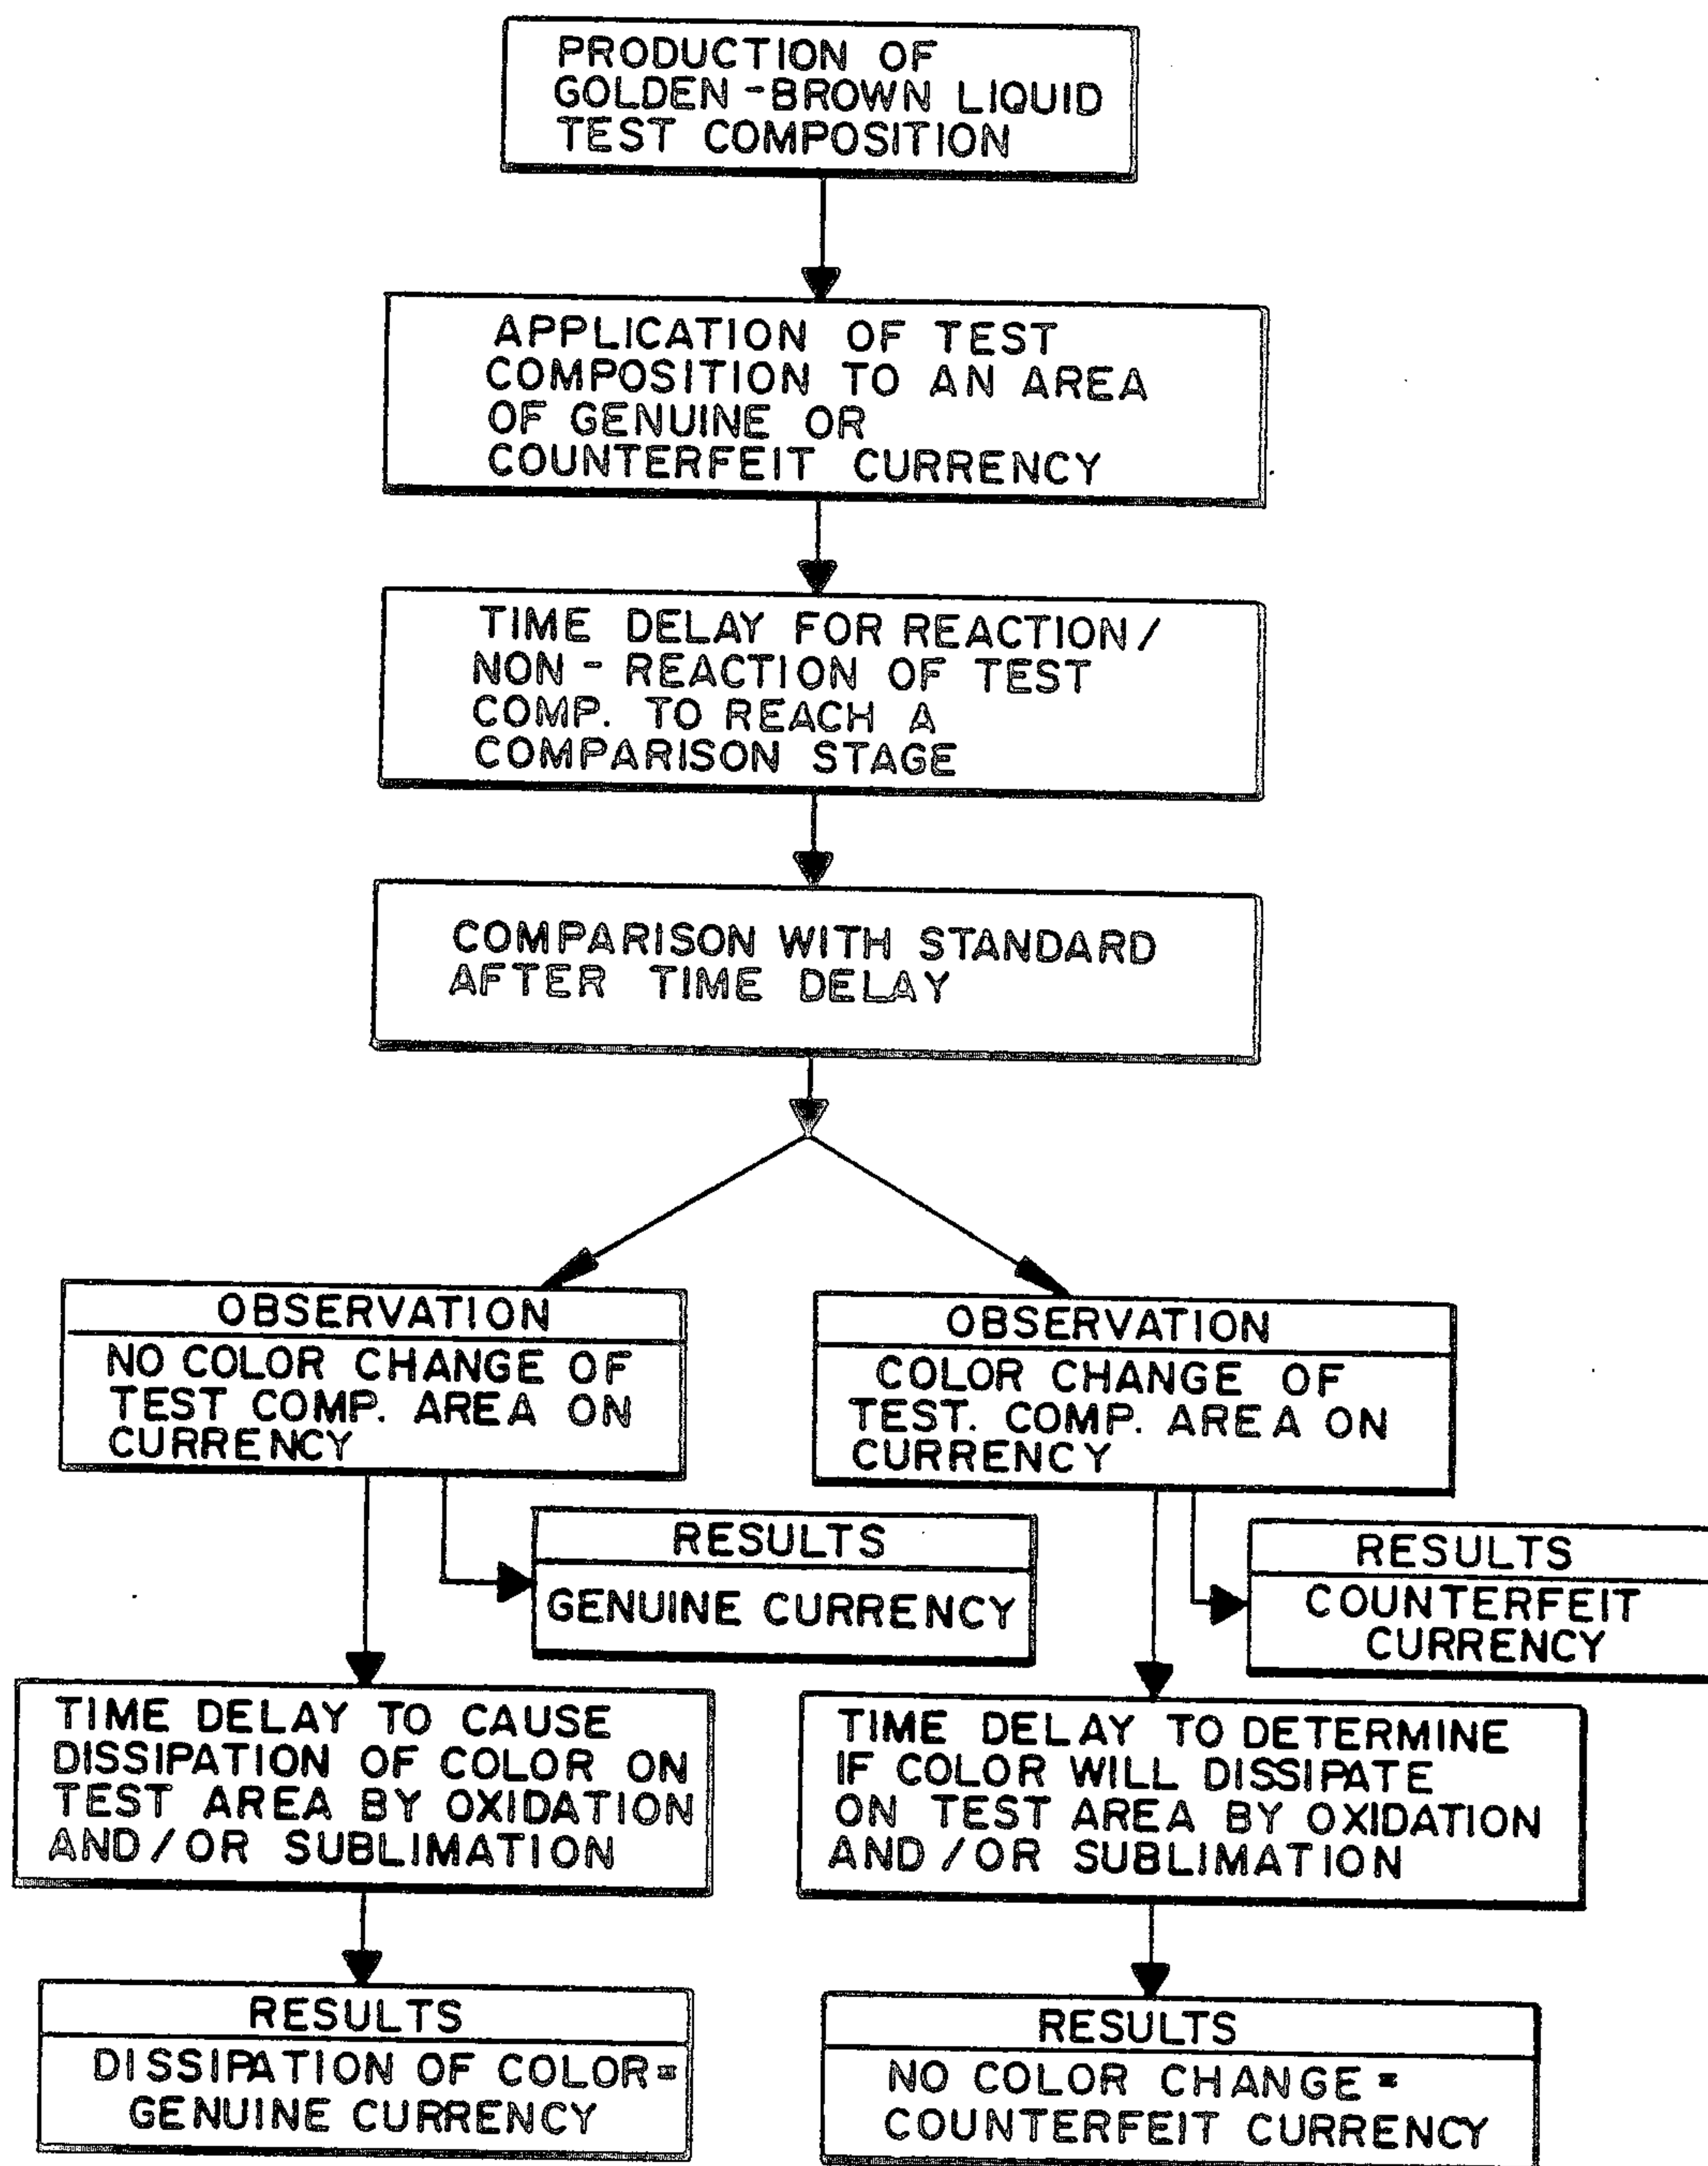 PRODUCTION OF
GOLDEN-BROWN LIQUID
TEST COMPOSITION
APPLICATION OF TEST
COMPOSITION TO AN AREA
OF GENUINE OR
COUNTERFEIT CURRENCY
TIME DELAY FOR REACTION/
NON-REACTION OF TEST
COMP. TO REACH A
COMPARISON STAGE
COMPARISON WITH STANDARD
AFTER TIME DELAY
OBSERVATION
NO COLOR CHANGE OF
TEST COMP. AREA ON
CURRENCY
OBSERVATION
COLOR CHANGE OF
TEST. COMP. AREA ON
CURRENCY
RESULTS
GENUINE CURRENCY
RESULTS
COUNTERFEIT
CURRENCY
TIME DELAY TO CAUSE
DISSIPATION OF COLOR ON
TEST AREA BY OXIDATION
AND/OR SUBLIMATION
TIME DELAY TO DETERMINE
IF COLOR WILL DISSIPATE
ON TEST AREA BY OXIDATION
AND/OR SUBLIMATION
RESULTS
DISSIPATION OF COLOR=
GENUINE CURRENCY
RESULTS
NO COLOR CHANGE =
COUNTERFEIT CURRENCY